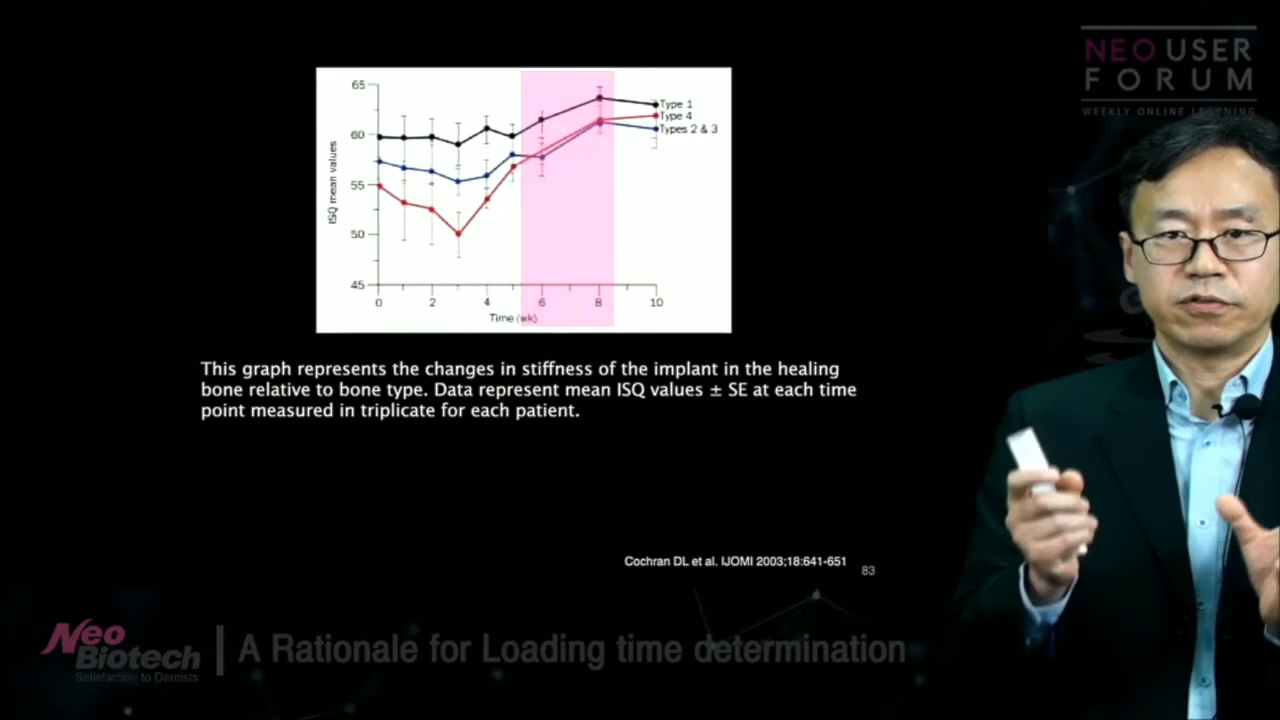 NEO USER
FORUM
WEEKLY ONLINE LEARNING
65
60
55
50
45
ISQ mean values
Type 1
Type 4
Types 2 & 3
0 2 4 6 8 10
Time (wk)
This graph represents the changes in stiffness of the implant in the healing
bone relative to bone type. Data represent mean ISQ values ± SE at each time
point measured in triplicate for each patient.
Cochran DL et al. IJOMI 2003;18:641-651
83
Neo
Biotech
Satisfaction to Dentists
A Rationale for Loading time determination